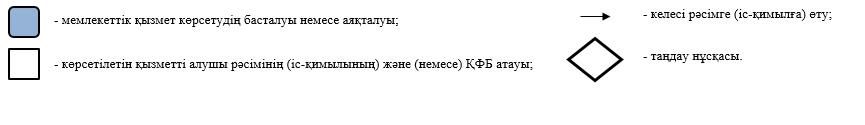 - мемлекеттік қызмет көрсетудің басталуы немесе аяқталуы;
- келесі рәсімге (іс-қимылға) өту;
- көрсетілетін қызметті алушы рәсімінің (іс-қимылының) және (немесе) ҚФБ атауы;
- таңдау нұсқасы.